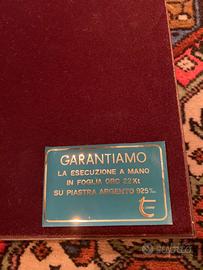 GARANTIAMO
LA ESECUZIONE A MANO
IN FOGLIA ORO 22Kt
SU PIASTRA ARGENTO 925‰